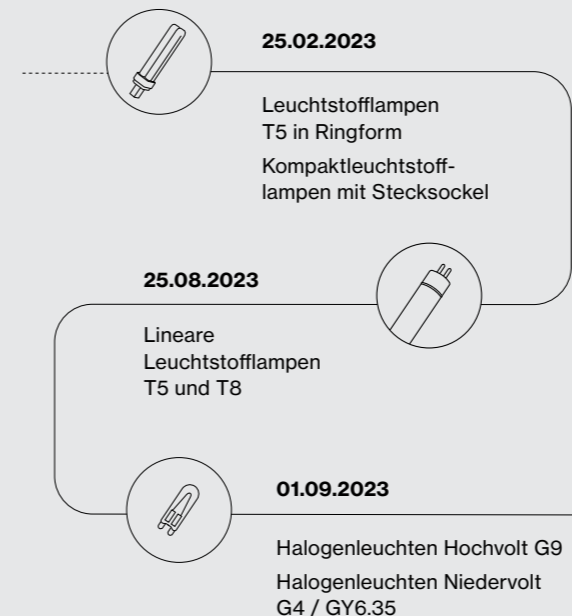 25.02.2023
Leuchtstofflampen
T5 in Ringform
Kompaktleuchtstoff-
lampen mit Stecksockel
25.08.2023
Lineare
Leuchtstofflampen
T5 und T8
01.09.2023
Halogenleuchten Hochvolt G9
Halogenleuchten Niedervolt
G4 / GY6.35